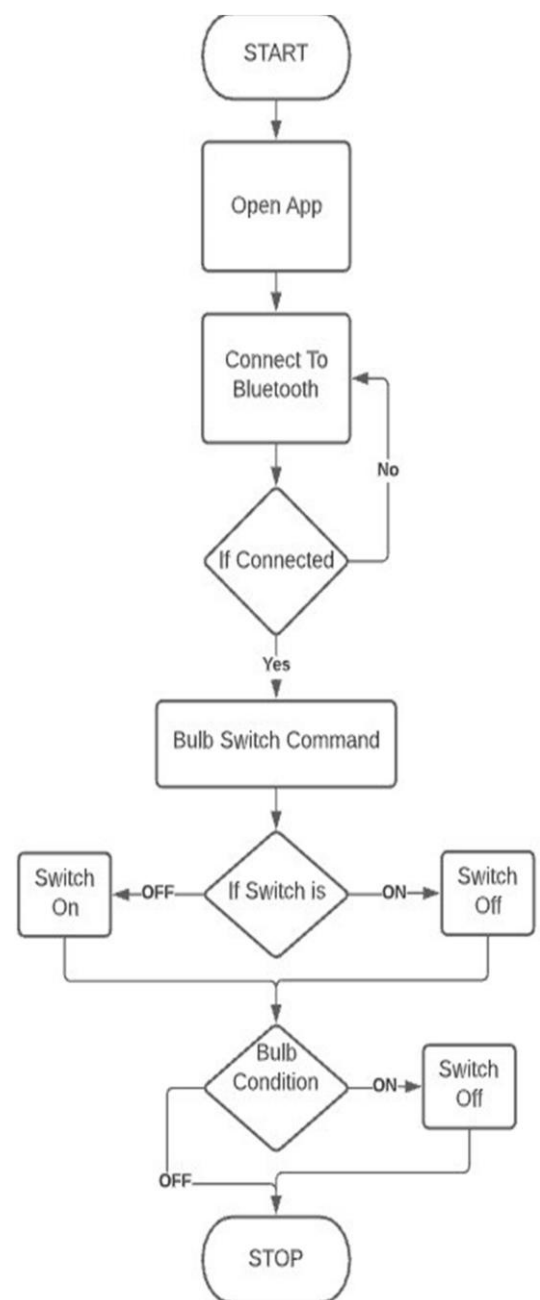 START
Open App
Connect To
Bluetooth
No
If Connected
Yes
Bulb Switch Command
Switch
On
OFF
If Switch is
ON
Switch
Off
Bulb
Condition
ON
Switch
Off
OFF
STOP